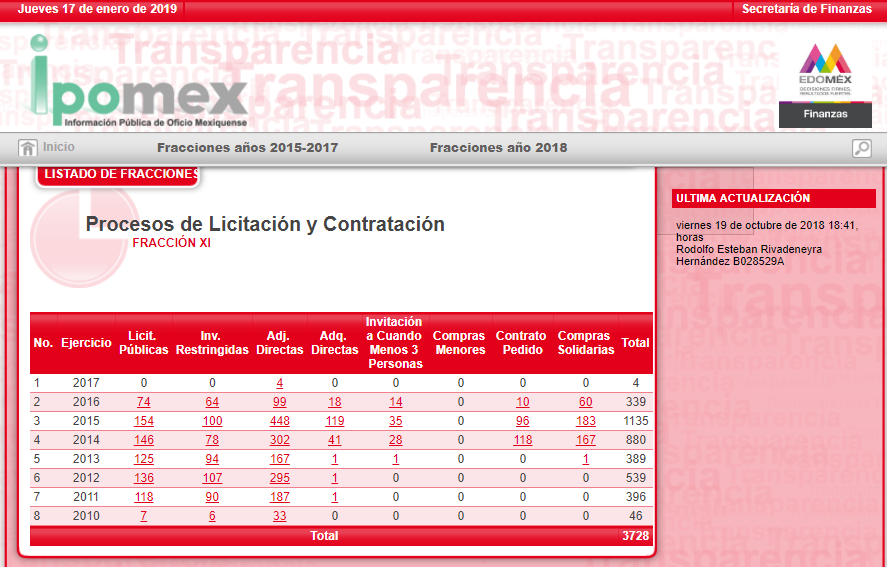 Jueves 17 de enero de 2019
Secretaría de Finanzas
ipomex
Información Pública de Oficio Mexiquense
EDOMÉX
DECISIONES FIRMES, RESULTADOS FUERTES.
Finanzas
Inicio
Fracciones años 2015-2017
Fracciones año 2018
LISTADO DE FRACCIONES
Procesos de Licitación y Contratación
FRACCIÓN XI
ULTIMA ACTUALIZACIÓN
viernes 19 de octubre de 2018 18:41,
horas
Rodolfo Esteban Rivadeneyra
Hernández B028529A
No. Ejercicio Licit. Públicas Inv. Restringidas Adj. Directas Adq. Directas Invitación a Cuando Menos 3 Personas Compras Menores Contrato Pedido Compras Solidarias Total
1 2017 0 0 4 0 0 0 0 0 4
2 2016 74 64 99 18 14 0 10 60 339
3 2015 154 100 448 119 35 0 96 183 1135
4 2014 146 78 302 41 28 0 118 167 880
5 2013 125 94 167 1 1 0 0 1 389
6 2012 136 107 295 1 0 0 0 0 539
7 2011 118 90 187 1 0 0 0 0 396
8 2010 7 6 33 0 0 0 0 0 46
Total 3728